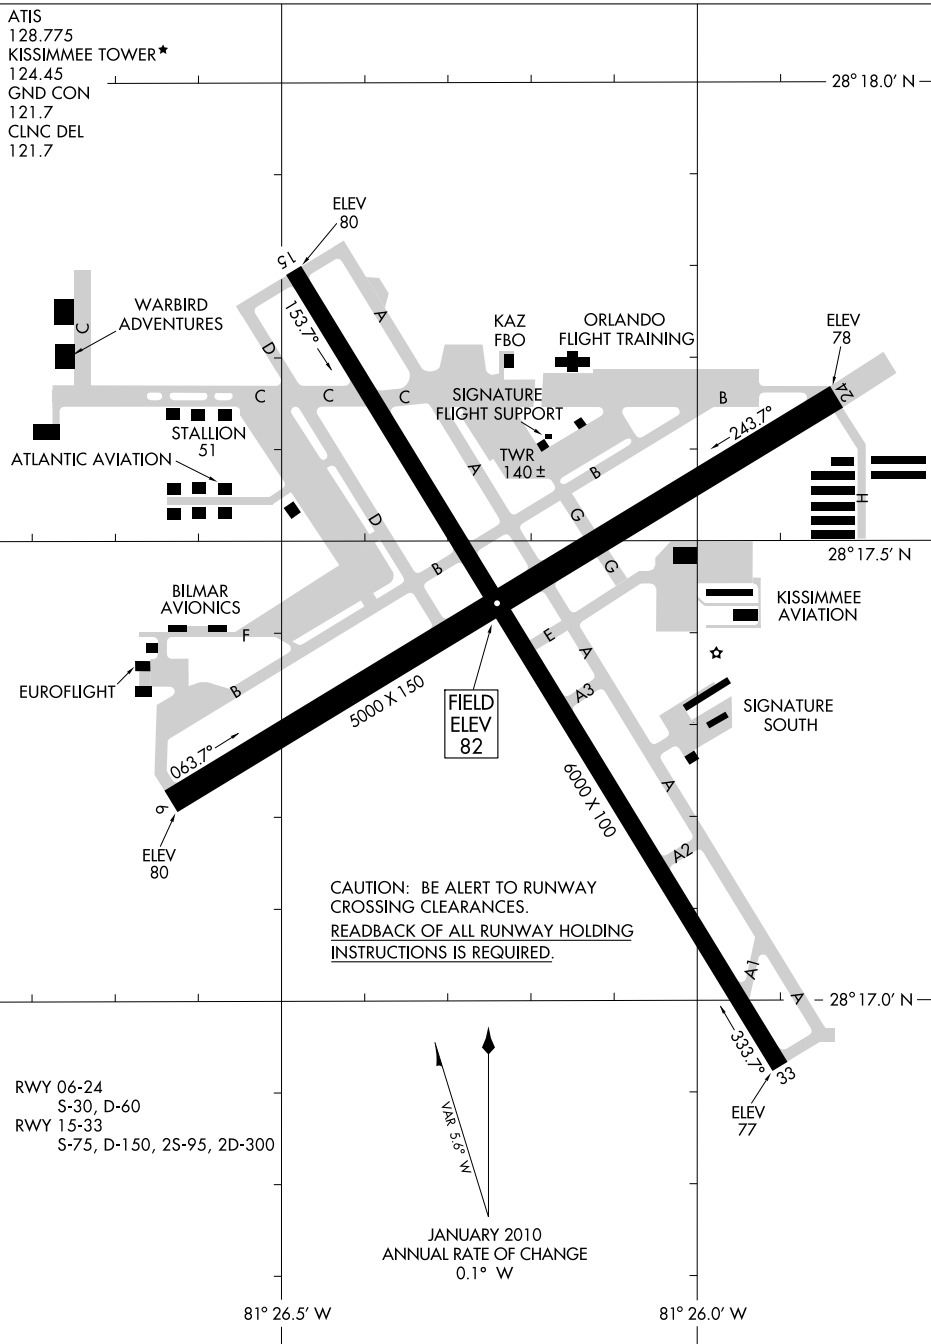 ATIS
128.775
KISSIMMEE TOWER★
124.45
GND CON
121.7
CLNC DEL
121.7
28° 18.0' N
ELEV
80
15
153.7°
A
WARBIRD
ADVENTURES
C
KAZ
FBO
ORLANDO
FLIGHT TRAINING
ELEV
78
D
C
C
C
SIGNATURE
FLIGHT SUPPORT
B
24
243.7°
STALLION
51
ATLANTIC AVIATION
TWR
140 ±
A
B
H
D
G
28° 17.5' N
B
G
BILMAR
AVIONICS
KISSIMMEE
AVIATION
F
E
A
EUROFLIGHT
B
5000 X 150
A3
FIELD
ELEV
82
SIGNATURE
SOUTH
063.7°
6000 X 100
A
6
ELEV
80
A2
CAUTION: BE ALERT TO RUNWAY
CROSSING CLEARANCES.
READBACK OF ALL RUNWAY HOLDING
INSTRUCTIONS IS REQUIRED.
A1
A
28° 17.0' N
333.7°
33
ELEV
77
RWY 06-24
S-30, D-60
RWY 15-33
S-75, D-150, 2S-95, 2D-300
VAR 5.6° W
JANUARY 2010
ANNUAL RATE OF CHANGE
0.1° W
81° 26.5' W
81° 26.0' W